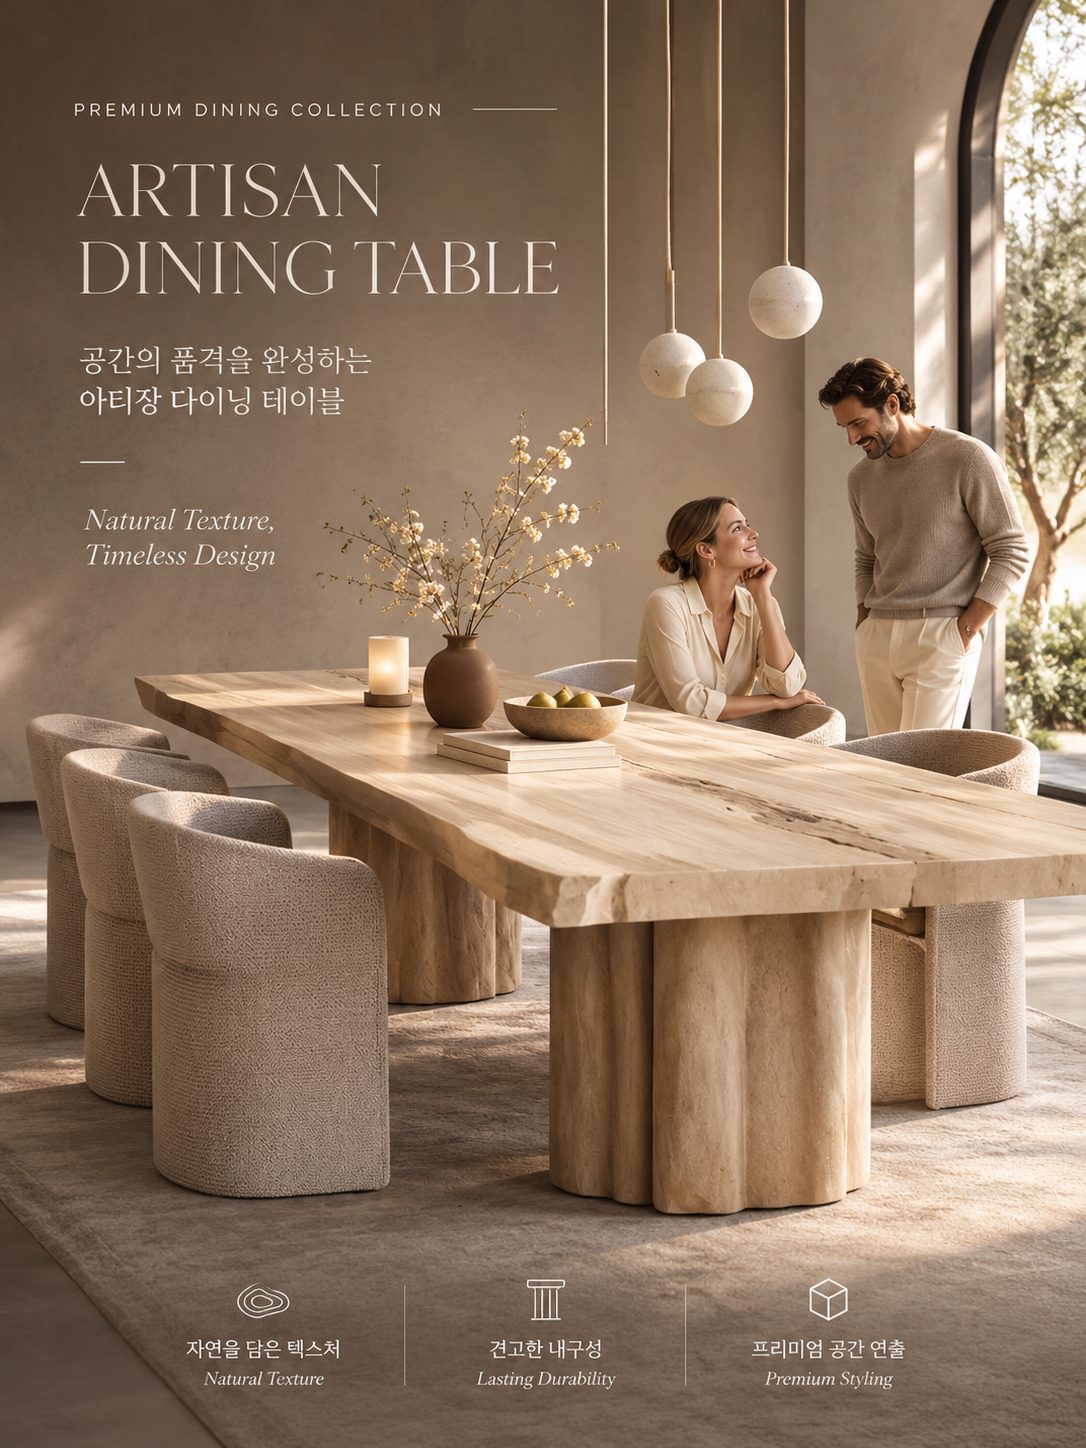 PREMIUM DINING COLLECTION
ARTISAN
DINING TABLE
공간의 품격을 완성하는
아티장 다이닝 테이블
Natural Texture,
Timeless Design
자연을 담은 텍스처
Natural Texture
견고한 내구성
Lasting Durability
프리미엄 공간 연출
Premium Styling